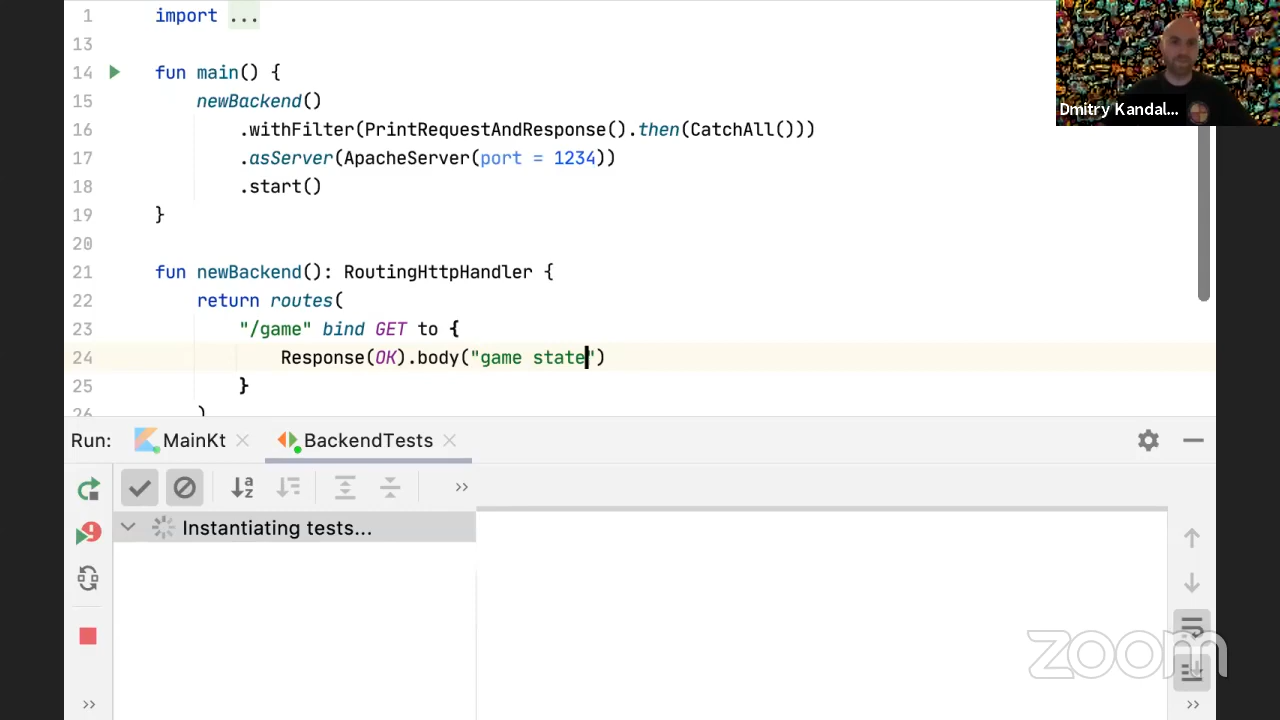 1 import ...
13
14 fun main() {
15 newBackend()
16 .withFilter(PrintRequestAndResponse().then(CatchAll()))
17 .asServer(ApacheServer(port = 1234))
18 .start()
19 }
20
21 fun newBackend(): RoutingHttpHandler {
22 return routes(
23 "/game" bind GET to {
24 Response(OK).body("game state")
25 }
26 )
Dmitry Kandal...
Run: MainKt BackendTests
Instantiating tests...
zoom